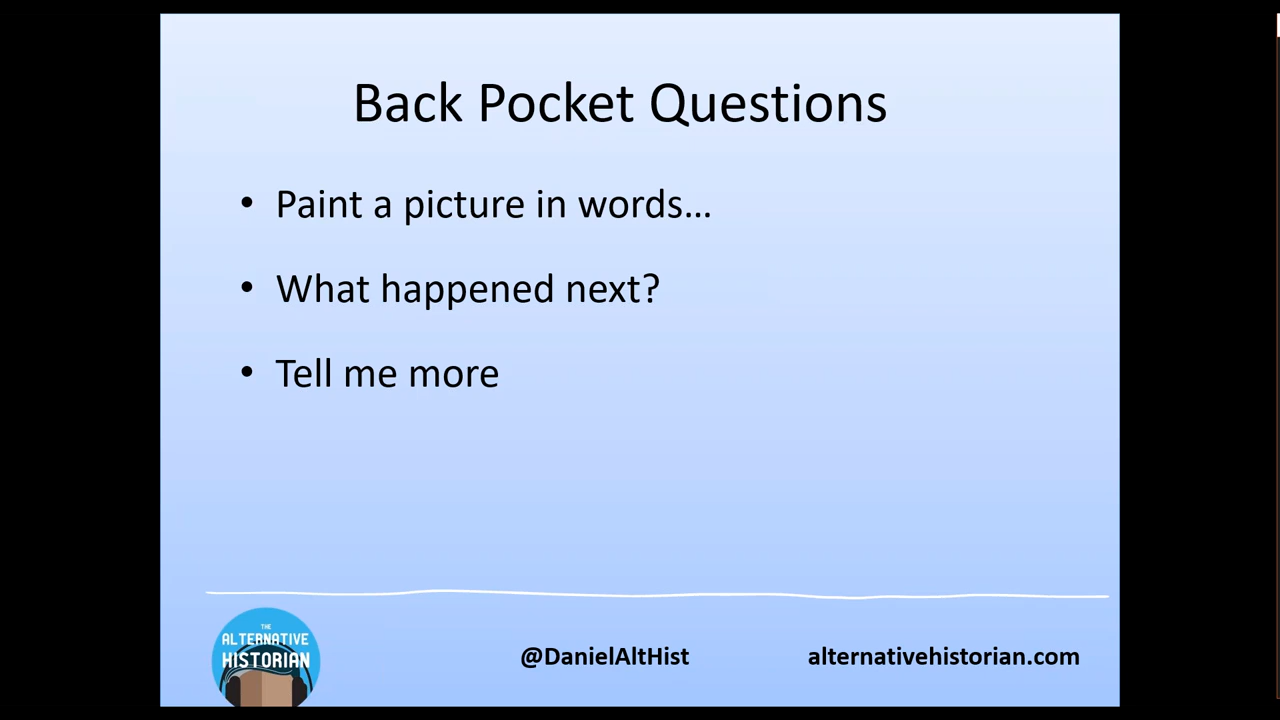 Back Pocket Questions
• Paint a picture in words...
• What happened next?
• Tell me more
THE
ALTERNATIVE
HISTORIAN
@DanielAltHist
alternativehistorian.com